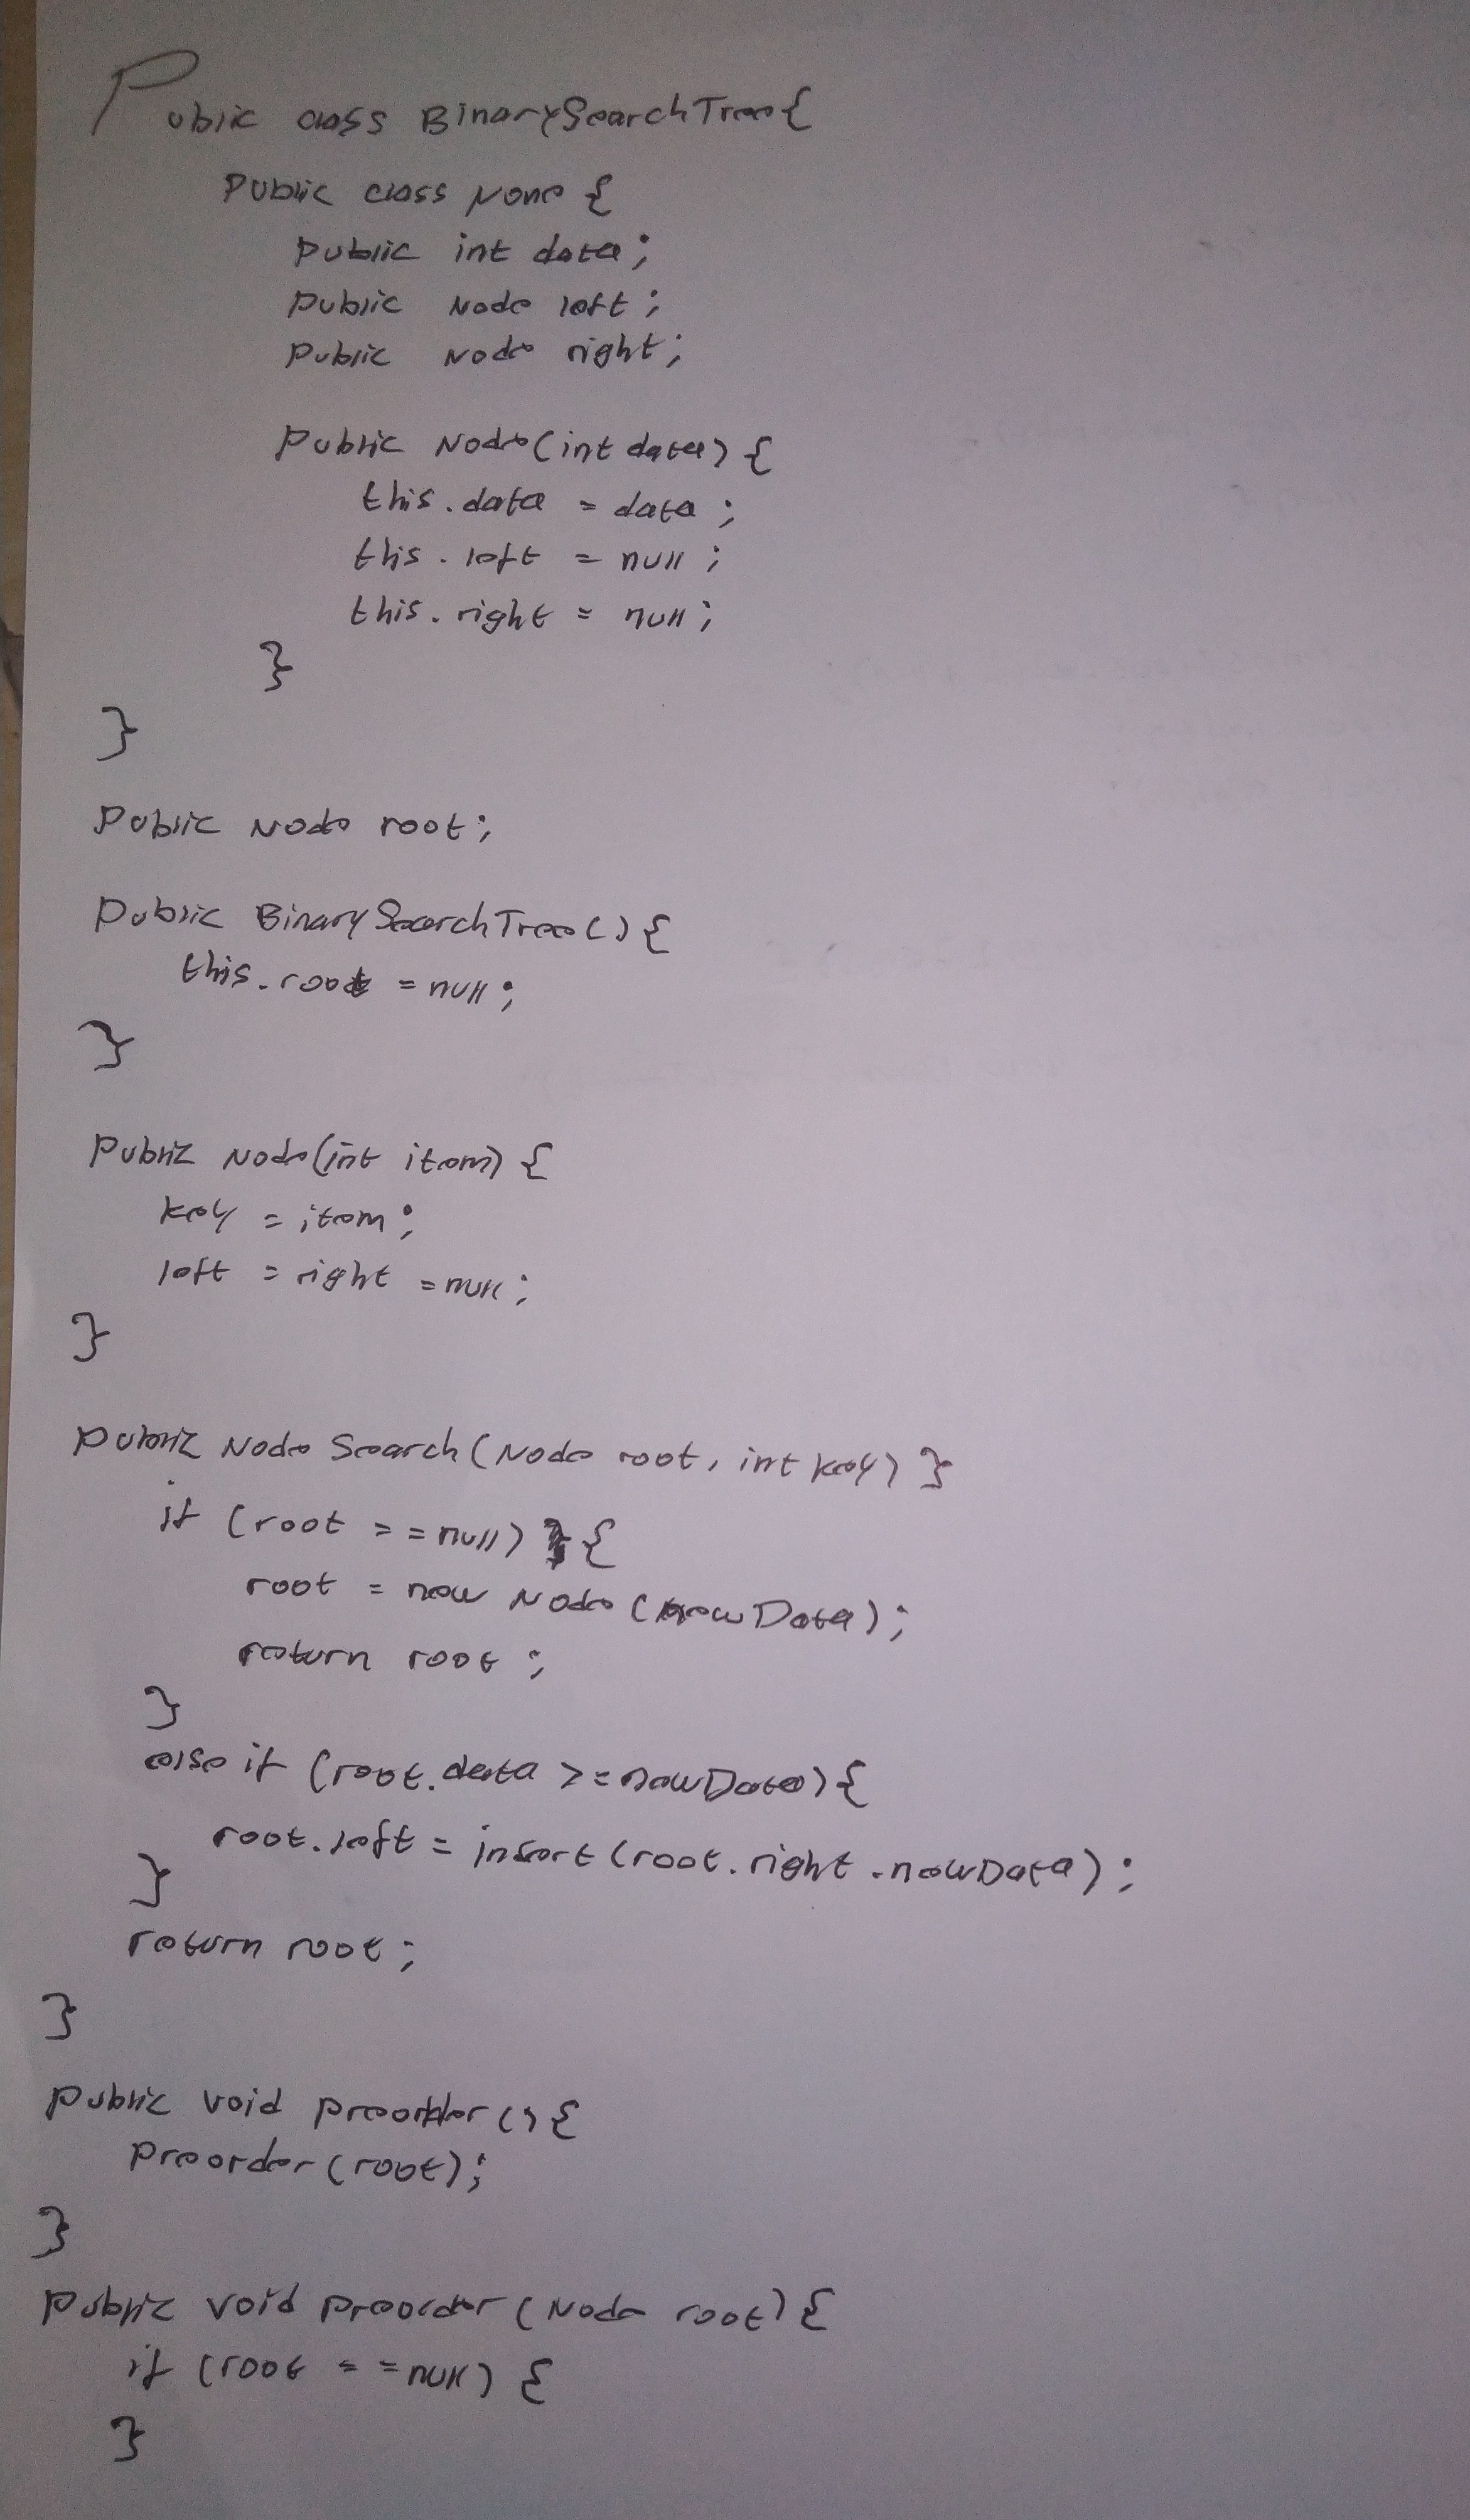 Public class BinarySearchTree{
public class None {
public int data;
public Node left;
public Node right;
public Node(int data) {
this.data = data;
this.left = null;
this.right = null;
}
}
public Node root;
public BinarySearchTree(){
this.root = null;
}
public Node(int item) {
key = item;
left = right = null;
}
public Node Search(Node root, int key) }
if (root == null) {
root = new Node (newData);
return root;
}
else if (root.data >= newData) {
root.left = insert(root.right.newData);
}
return root;
}
public void preorder() {
preorder(root);
}
public void preorder(Node root) {
if (root == null) {
}